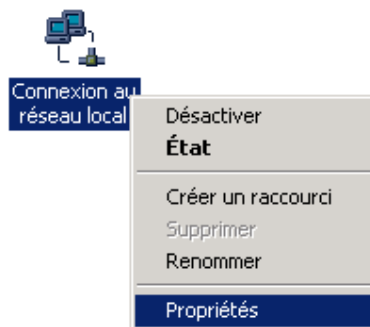 Connexion au
réseau local
Désactiver
État
Créer un raccourci
Supprimer
Renommer
Propriétés